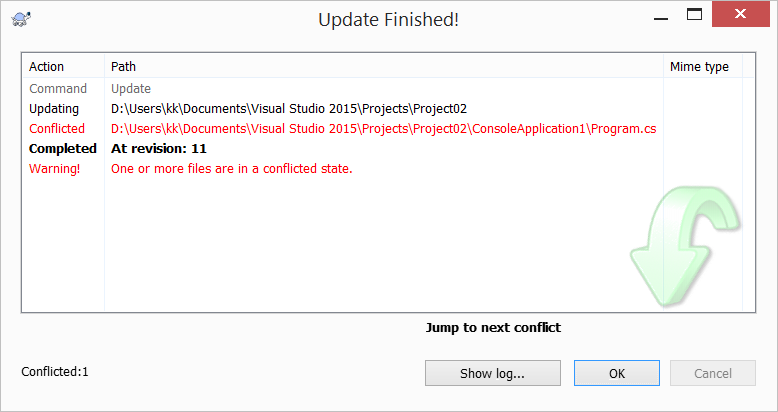 Update Finished!
Action Path Mime type
Command Update
Updating D:\Users\kk\Documents\Visual Studio 2015\Projects\Project02
Conflicted D:\Users\kk\Documents\Visual Studio 2015\Projects\Project02\ConsoleApplication1\Program.cs
Completed At revision: 11
Warning! One or more files are in a conflicted state.
Jump to next conflict
Conflicted:1 Show log... OK Cancel